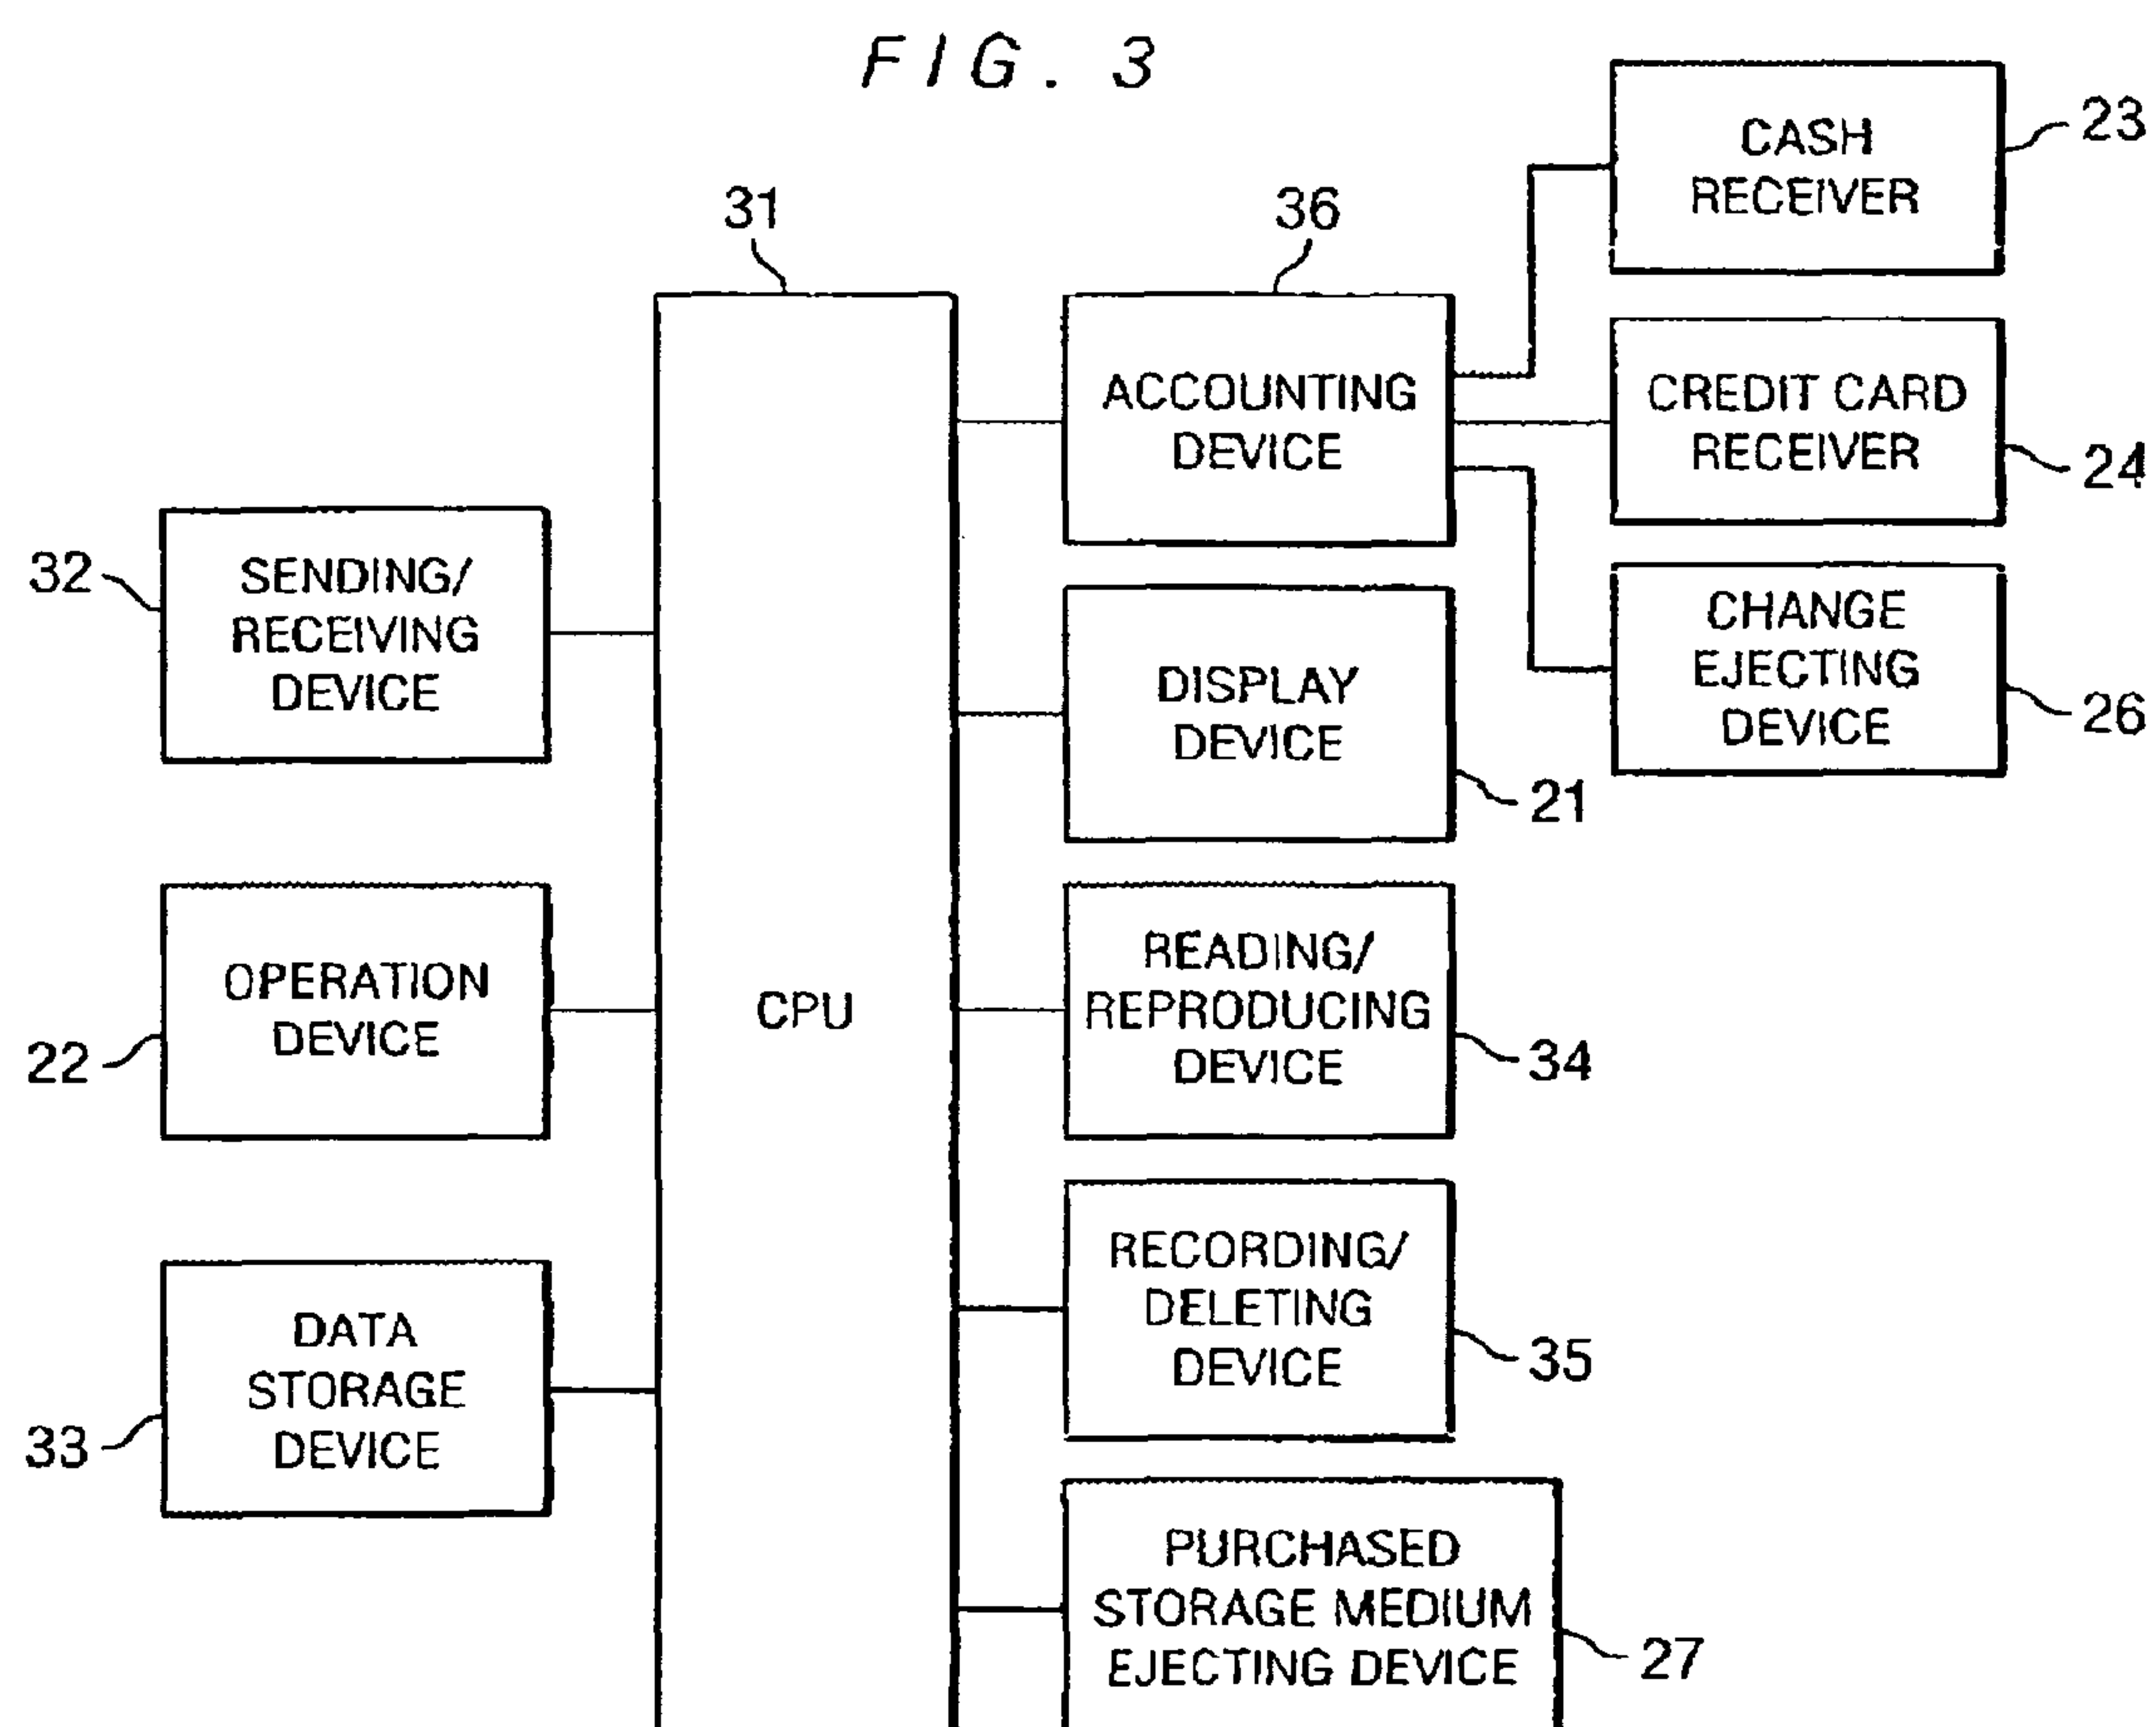 FIG. 3
31
36
CASH
RECEIVER
23
ACCOUNTING
DEVICE
CREDIT CARD
RECEIVER
24
32
SENDING/
RECEIVING
DEVICE
DISPLAY
DEVICE
21
CHANGE
EJECTING
DEVICE
26
22
OPERATION
DEVICE
CPU
READING/
REPRODUCING
DEVICE
34
33
DATA
STORAGE
DEVICE
RECORDING/
DELETING
DEVICE
35
PURCHASED
STORAGE MEDIUM
EJECTING DEVICE
27